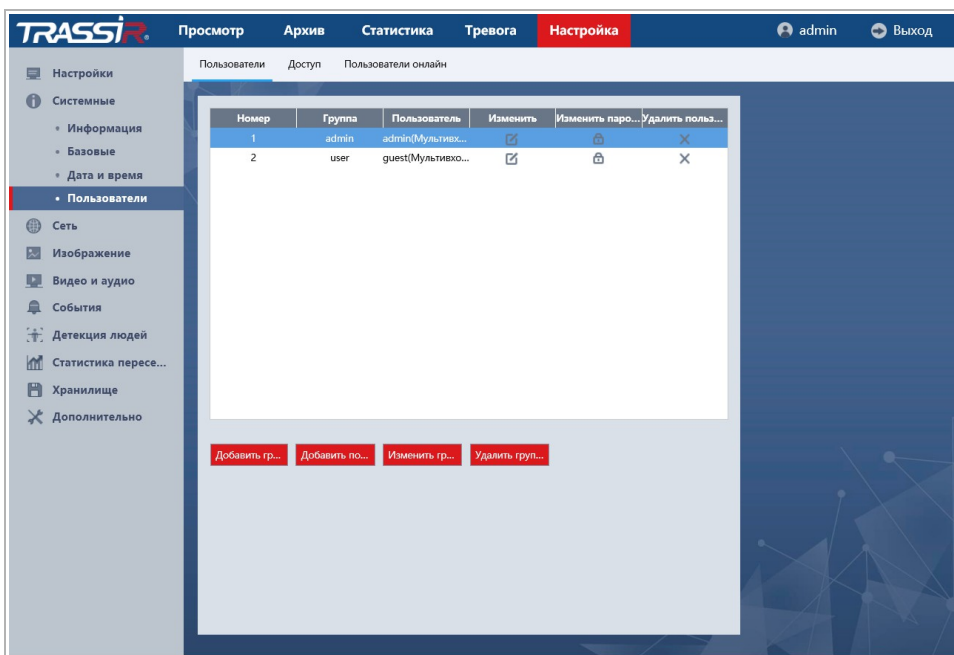 TRASSIR Просмотр Архив Статистика Тревога Настройка admin Выход
Пользователи Доступ Пользователи онлайн
Настройки
Системные
Информация
Базовые
Дата и время
Пользователи
Сеть
Изображение
Видео и аудио
События
Детекция людей
Статистика пересе...
Хранилище
Дополнительно
Номер Группа Пользователь Изменить Изменить паро... Удалить польз...
1 admin admin(Мультивх...
2 user guest(Мультивхо...
Добавить гр... Добавить по... Изменить гр... Удалить груп...